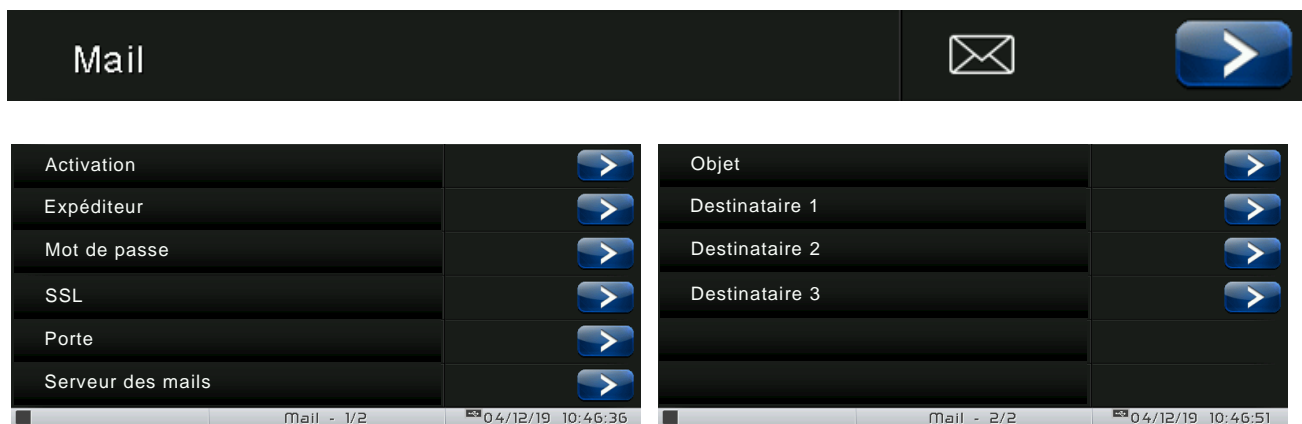 Mail
Activation
Expéditeur
Mot de passe
SSL
Porte
Serveur des mails
Mail - 1/2 04/12/19 10:46:36
Objet
Destinataire 1
Destinataire 2
Destinataire 3
Mail - 2/2 04/12/19 10:46:51